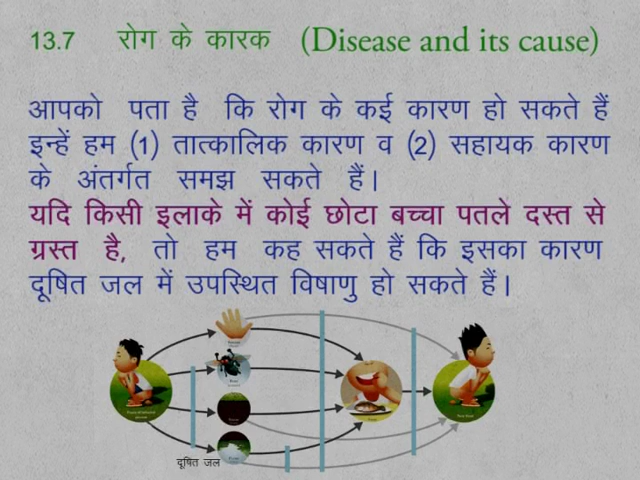 13.7 रोग के कारक (Disease and its cause)
आपको पता है कि रोग के कई कारण हो सकते हैं
इन्हें हम (1) तात्कालिक कारण व (2) सहायक कारण
के अंतर्गत समझ सकते हैं।
यदि किसी इलाके में कोई छोटा बच्चा पतले दस्त से
ग्रस्त है, तो हम कह सकते हैं कि इसका कारण
दूषित जल में उपस्थित विषाणु हो सकते हैं।
दूषित जल